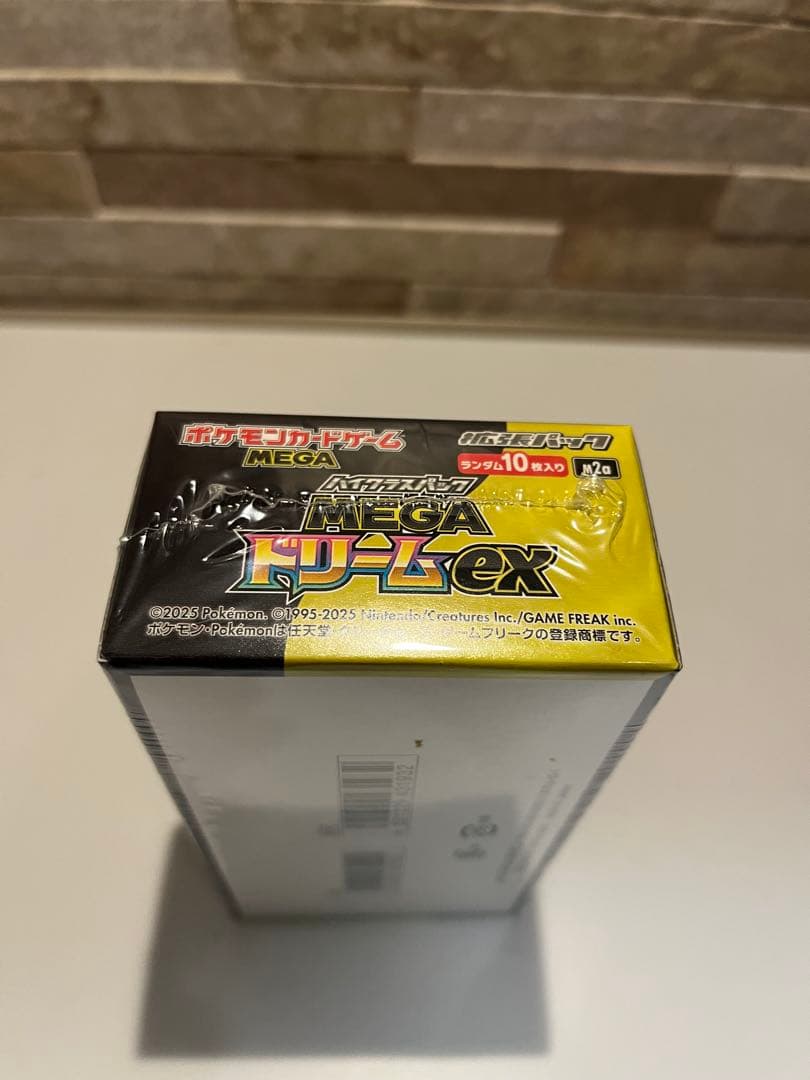 ポケモンカードゲーム
MEGA
拡張パック
ランダム10枚入り
M2a
ハイクラスパック
MEGA
ドリームex
©2025 Pokémon. ©1995-2025 Nintendo/Creatures Inc./GAME FREAK inc.
ポケモン・Pokémonは任天堂・ ームフリークの登録商標です。